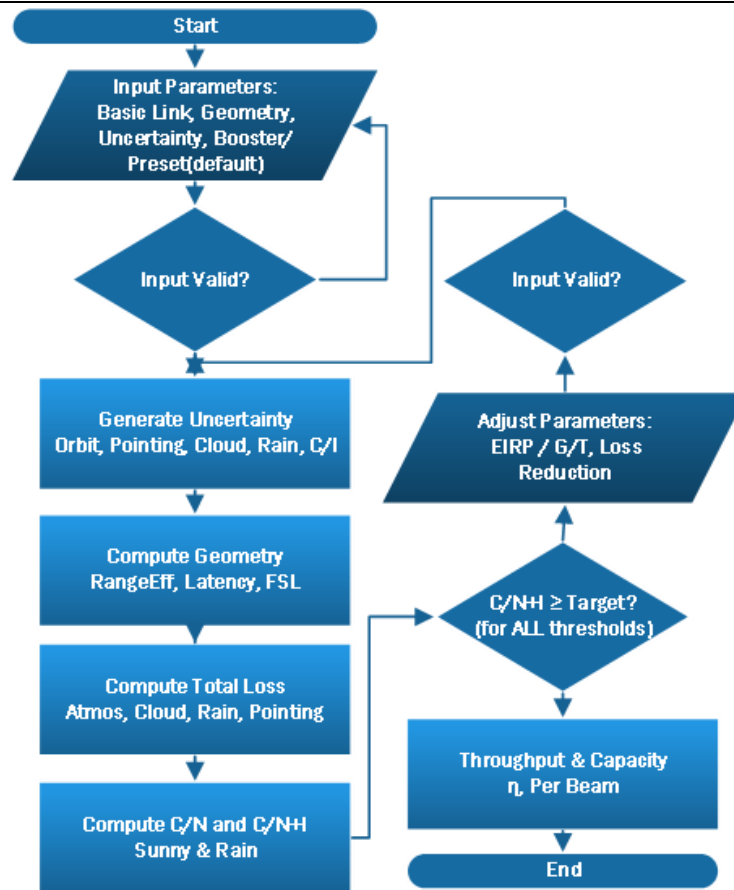 Start
Input Parameters:
Basic Link, Geometry,
Uncertainty, Booster/
Preset(default)
Input Valid?
Generate Uncertainty
Orbit, Pointing, Cloud, Rain, C/I
Compute Geometry
RangeEff, Latency, FSL
Compute Total Loss
Atmos, Cloud, Rain, Pointing
Compute C/N and C/N+I
Sunny & Rain
Input Valid?
Adjust Parameters:
EIRP / G/T, Loss
Reduction
C/N+I ≥ Target?
(for ALL thresholds)
Throughput & Capacity
η, Per Beam
End